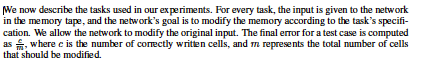 We now describe the tasks used in our experiments. For every task, the input is given to the network
in the memory tape, and the network's goal is to modify the memory according to the task's specifi-
cation. We allow the network to modify the original input. The final error for a test case is computed
as c/m, where c is the number of correctly written cells, and m represents the total number of cells
that should be modified.